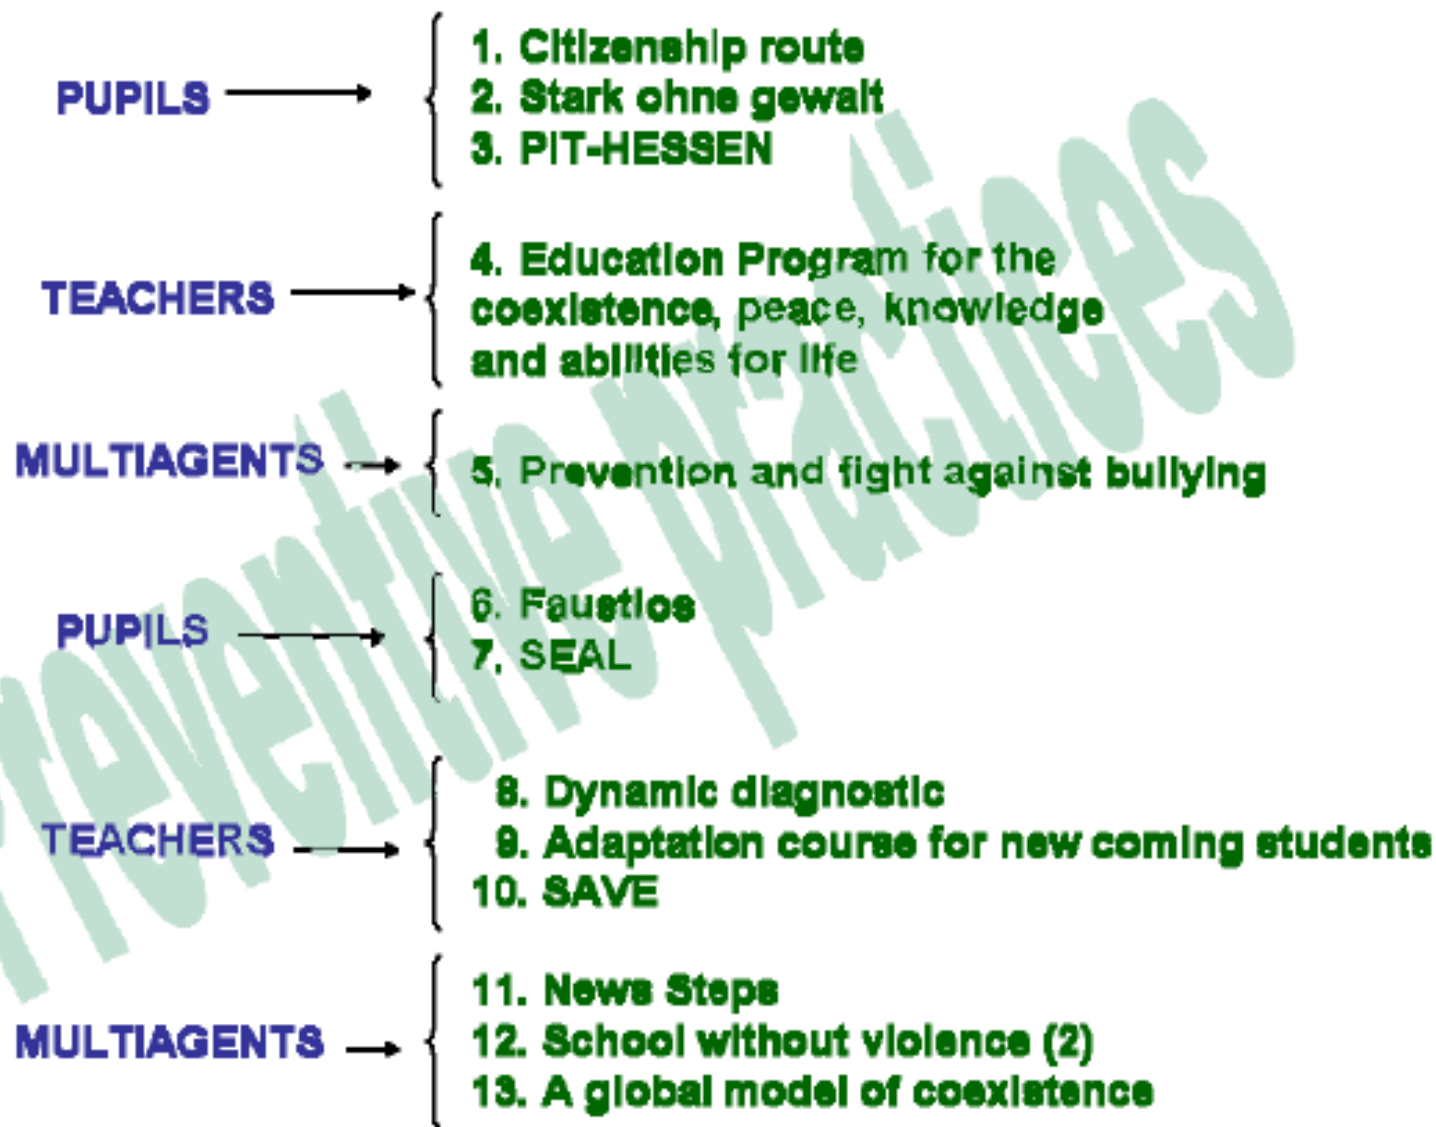 PUPILS
1. Citizenship route
2. Stark ohne gewalt
3. PIT-HESSEN
TEACHERS
4. Education Program for the
coexistence, peace, knowledge
and abilities for life
MULTIAGENTS
5. Prevention and fight against bullying
PUPILS
6. Faustlos
7. SEAL
TEACHERS
8. Dynamic diagnostic
9. Adaptation course for new coming students
10. SAVE
MULTIAGENTS
11. News Steps
12. School without violence (2)
13. A global model of coexistence
Preventive practices